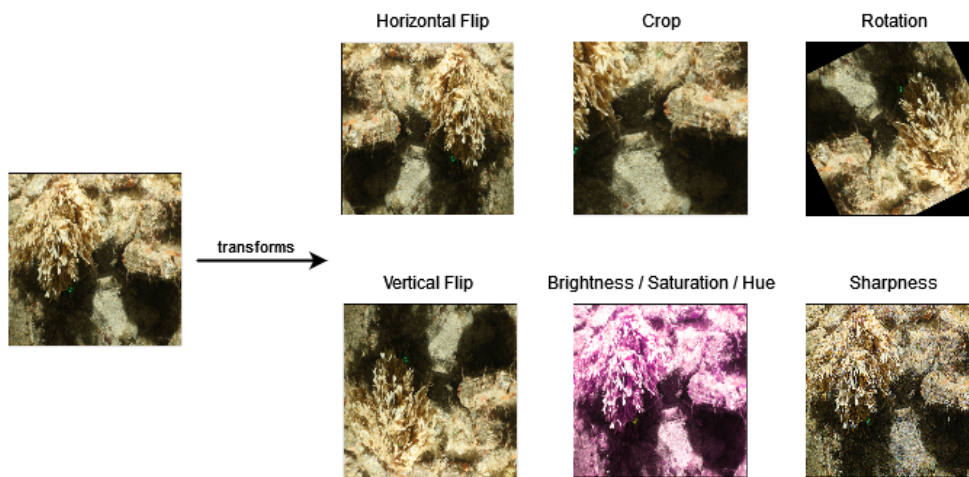 Horizontal Flip
Crop
Rotation
transforms
Vertical Flip
Brightness / Saturation / Hue
Sharpness